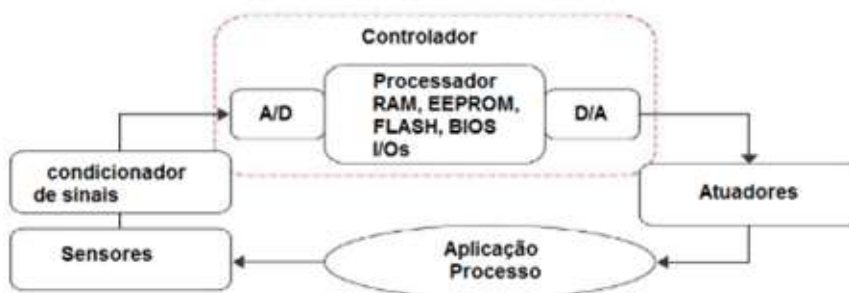 Controlador
A/D
Processador
RAM, EEPROM,
FLASH, BIOS
I/Os
D/A
condicionador
de sinais
Atuadores
Sensores
Aplicação
Processo